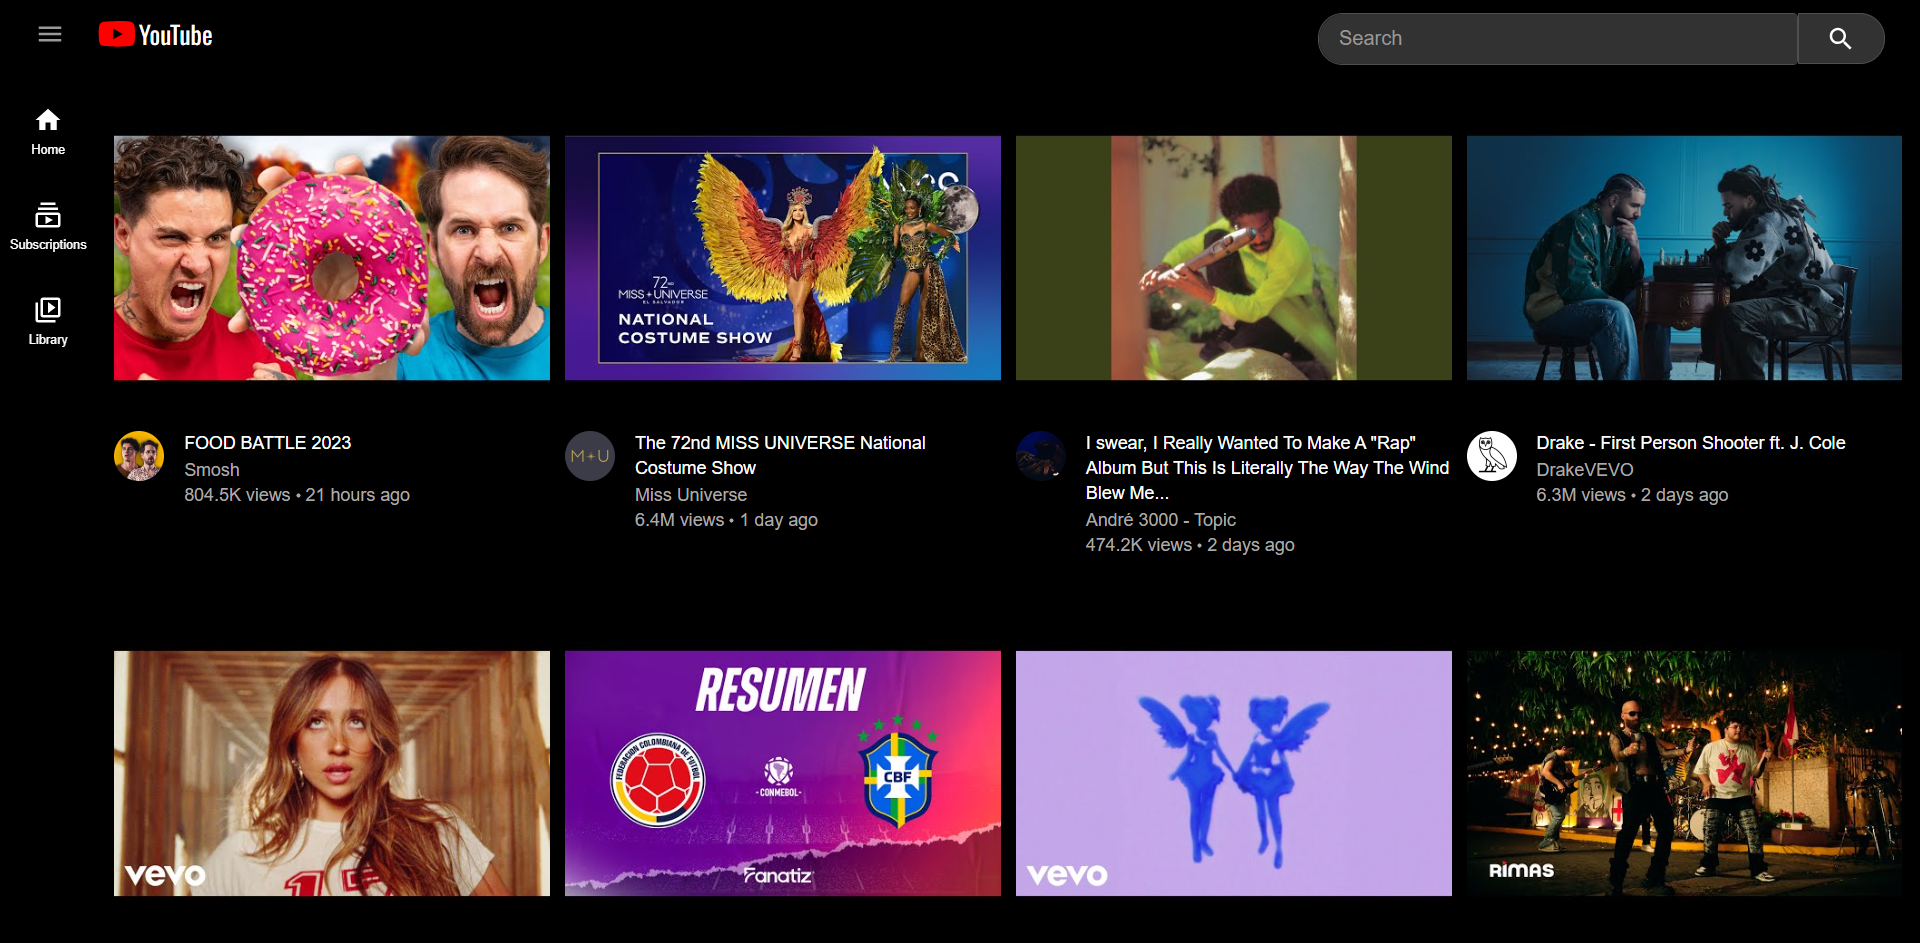 YouTube
Search
Home
Subscriptions
Library
72ND
MISS+UNIVERSE
EL SALVADOR
NATIONAL
COSTUME SHOW
FOOD BATTLE 2023
Smosh
804.5K views • 21 hours ago
M+U
The 72nd MISS UNIVERSE National
Costume Show
Miss Universe
6.4M views • 1 day ago
I swear, I Really Wanted To Make A "Rap"
Album But This Is Literally The Way The Wind
Blew Me...
André 3000 - Topic
474.2K views • 2 days ago
Drake - First Person Shooter ft. J. Cole
DrakeVEVO
6.3M views • 2 days ago
vevo
RESUMEN
FEDERACION COLOMBIANA DE FUTBOL
-CONMEBOL-
CBF
Fanatiz
vevo
RIMAS